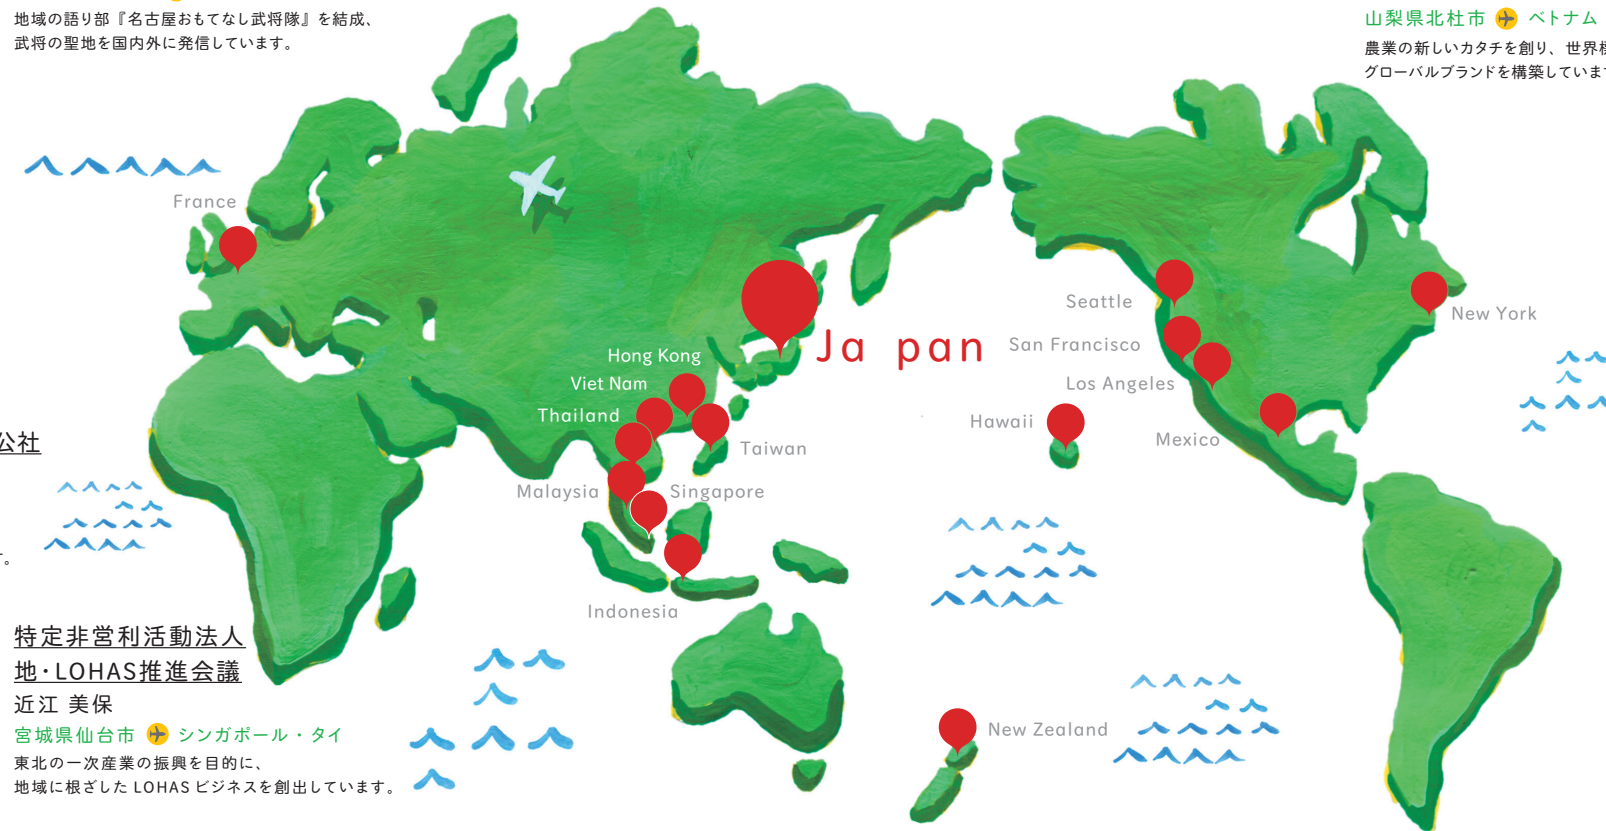 地域の語り部『名古屋おもてなし武将隊』を結成、
武将の聖地を国内外に発信しています。
山梨県北杜市 ベトナム
農業の新しいカタチを創り、世界
グローバルブランドを構築していま
France
Seattle
New York
Japan
San Francisco
Hong Kong
Viet Nam
Los Angeles
Thailand
Hawaii
Mexico
Taiwan
公社
Malaysia
Singapore
す。
Indonesia
特定非営利活動法人
地・LOHAS推進会議
近江 美保
宮城県仙台市 シンガポール・タイ
東北の一次産業の振興を目的に、
地域に根ざした LOHAS ビジネスを創出しています。
New Zealand